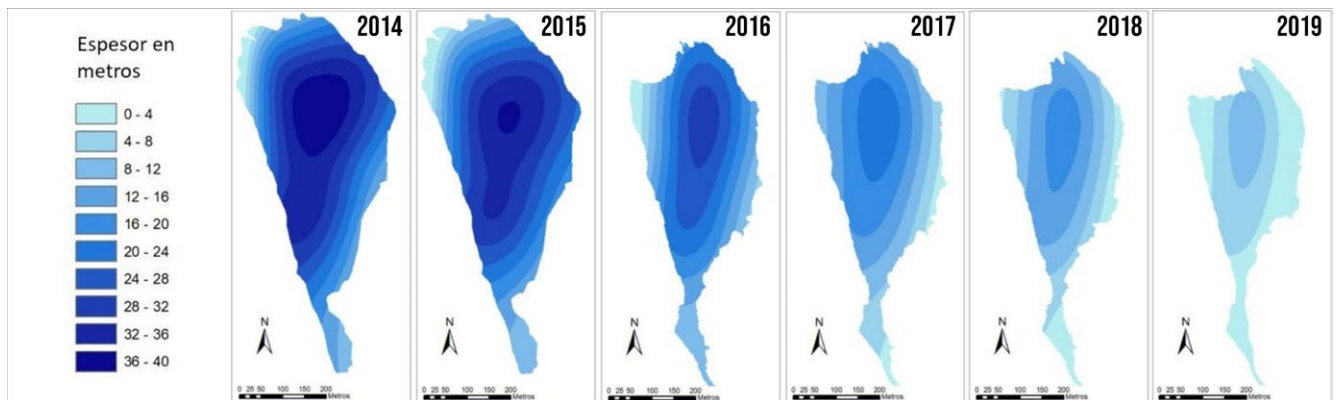 Espesor en
metros
0 - 4
4 - 8
8 - 12
12 - 16
16 - 20
20 - 24
24 - 28
28 - 32
32 - 36
36 - 40
2014
N
0 25 50 100 150 200
Metros
2015
N
0 25 50 100 150 200
Metros
2016
N
0 25 50 100 150 200
Metros
2017
N
0 25 50 100 150 200
Metros
2018
N
0 25 50 100 150 200
Metros
2019
N
0 25 50 100 150 200
Metros